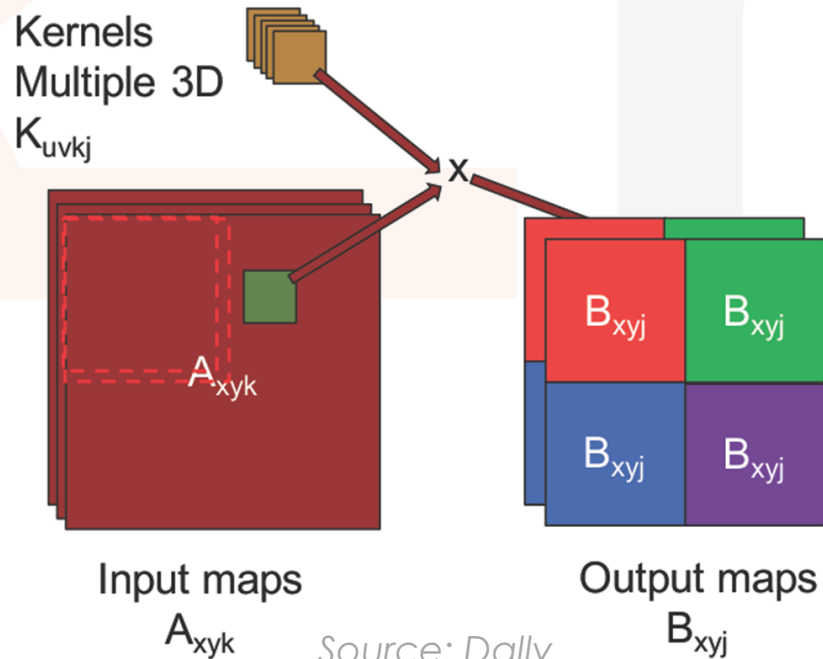 Kernels
Multiple 3D
Kuvkj
x
Axyk
Bxyj
Bxyj
Bxyj
Bxyj
Input maps
Axyk
Output maps
Bxyj
Source: Dally